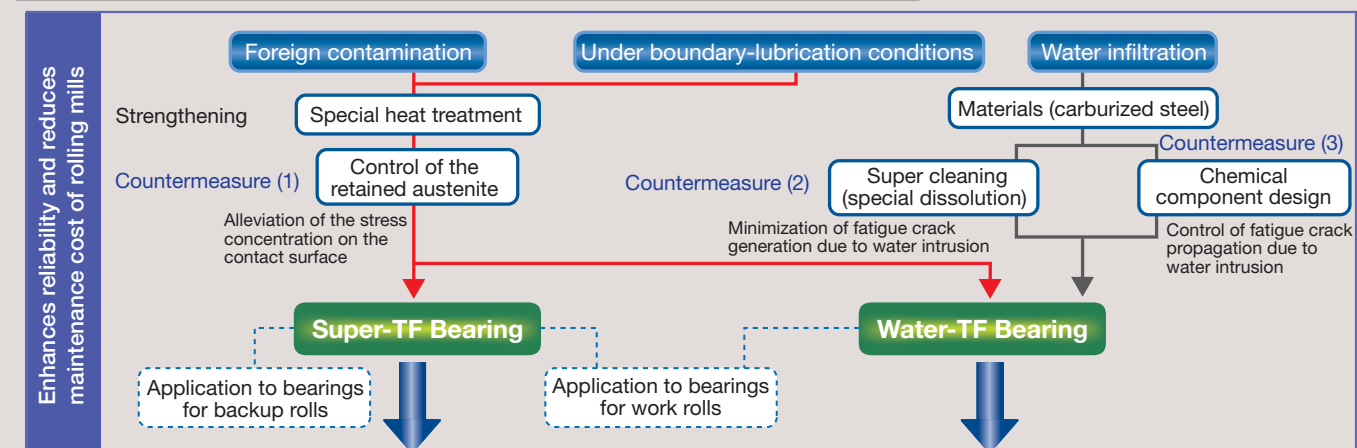 Enhances reliability and reduces
maintenance cost of rolling mills
Foreign contamination
Under boundary-lubrication conditions
Water infiltration
Strengthening
Special heat treatment
Materials (carburized steel)
Countermeasure (1)
Control of the
retained austenite
Countermeasure (2)
Super cleaning
(special dissolution)
Countermeasure (3)
Chemical
component design
Alleviation of the stress
concentration on the
contact surface
Minimization of fatigue crack
generation due to water intrusion
Control of fatigue crack
propagation due to
water intrusion
Super-TF Bearing
Water-TF Bearing
Application to bearings
for backup rolls
Application to bearings
for work rolls